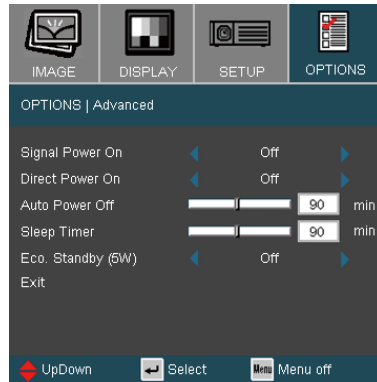 IMAGE DISPLAY SETUP OPTIONS
OPTIONS | Advanced
Signal Power On Off
Direct Power On Off
Auto Power Off 90 min
Sleep Timer 90 min
Eco. Standby (5W) Off
Exit
UpDown Select Menu Menu off